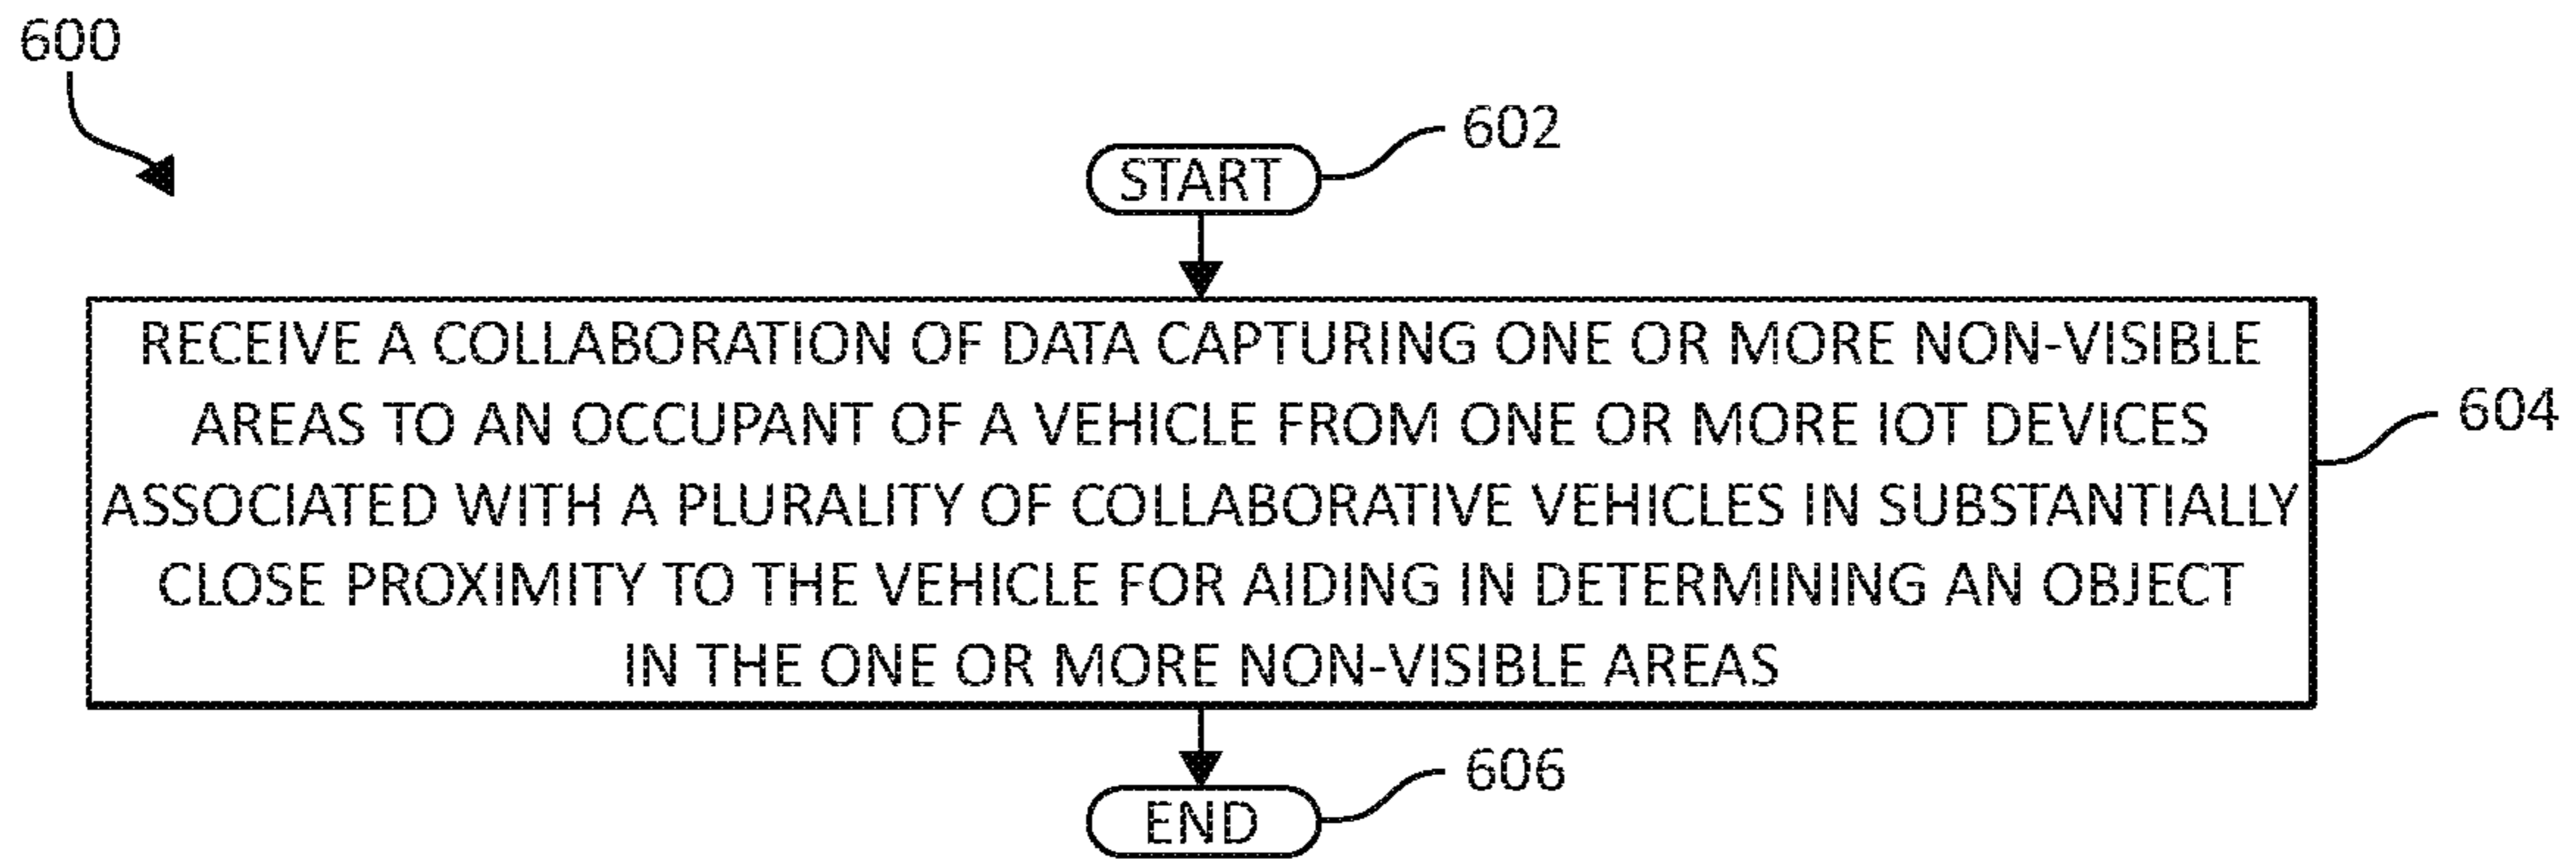 600
602
START
RECEIVE A COLLABORATION OF DATA CAPTURING ONE OR MORE NON-VISIBLE
AREAS TO AN OCCUPANT OF A VEHICLE FROM ONE OR MORE IOT DEVICES
604
ASSOCIATED WITH A PLURALITY OF COLLABORATIVE VEHICLES IN SUBSTANTIALLY
CLOSE PROXIMITY TO THE VEHICLE FOR AIDING IN DETERMINING AN OBJECT
IN THE ONE OR MORE NON-VISIBLE AREAS
606
END